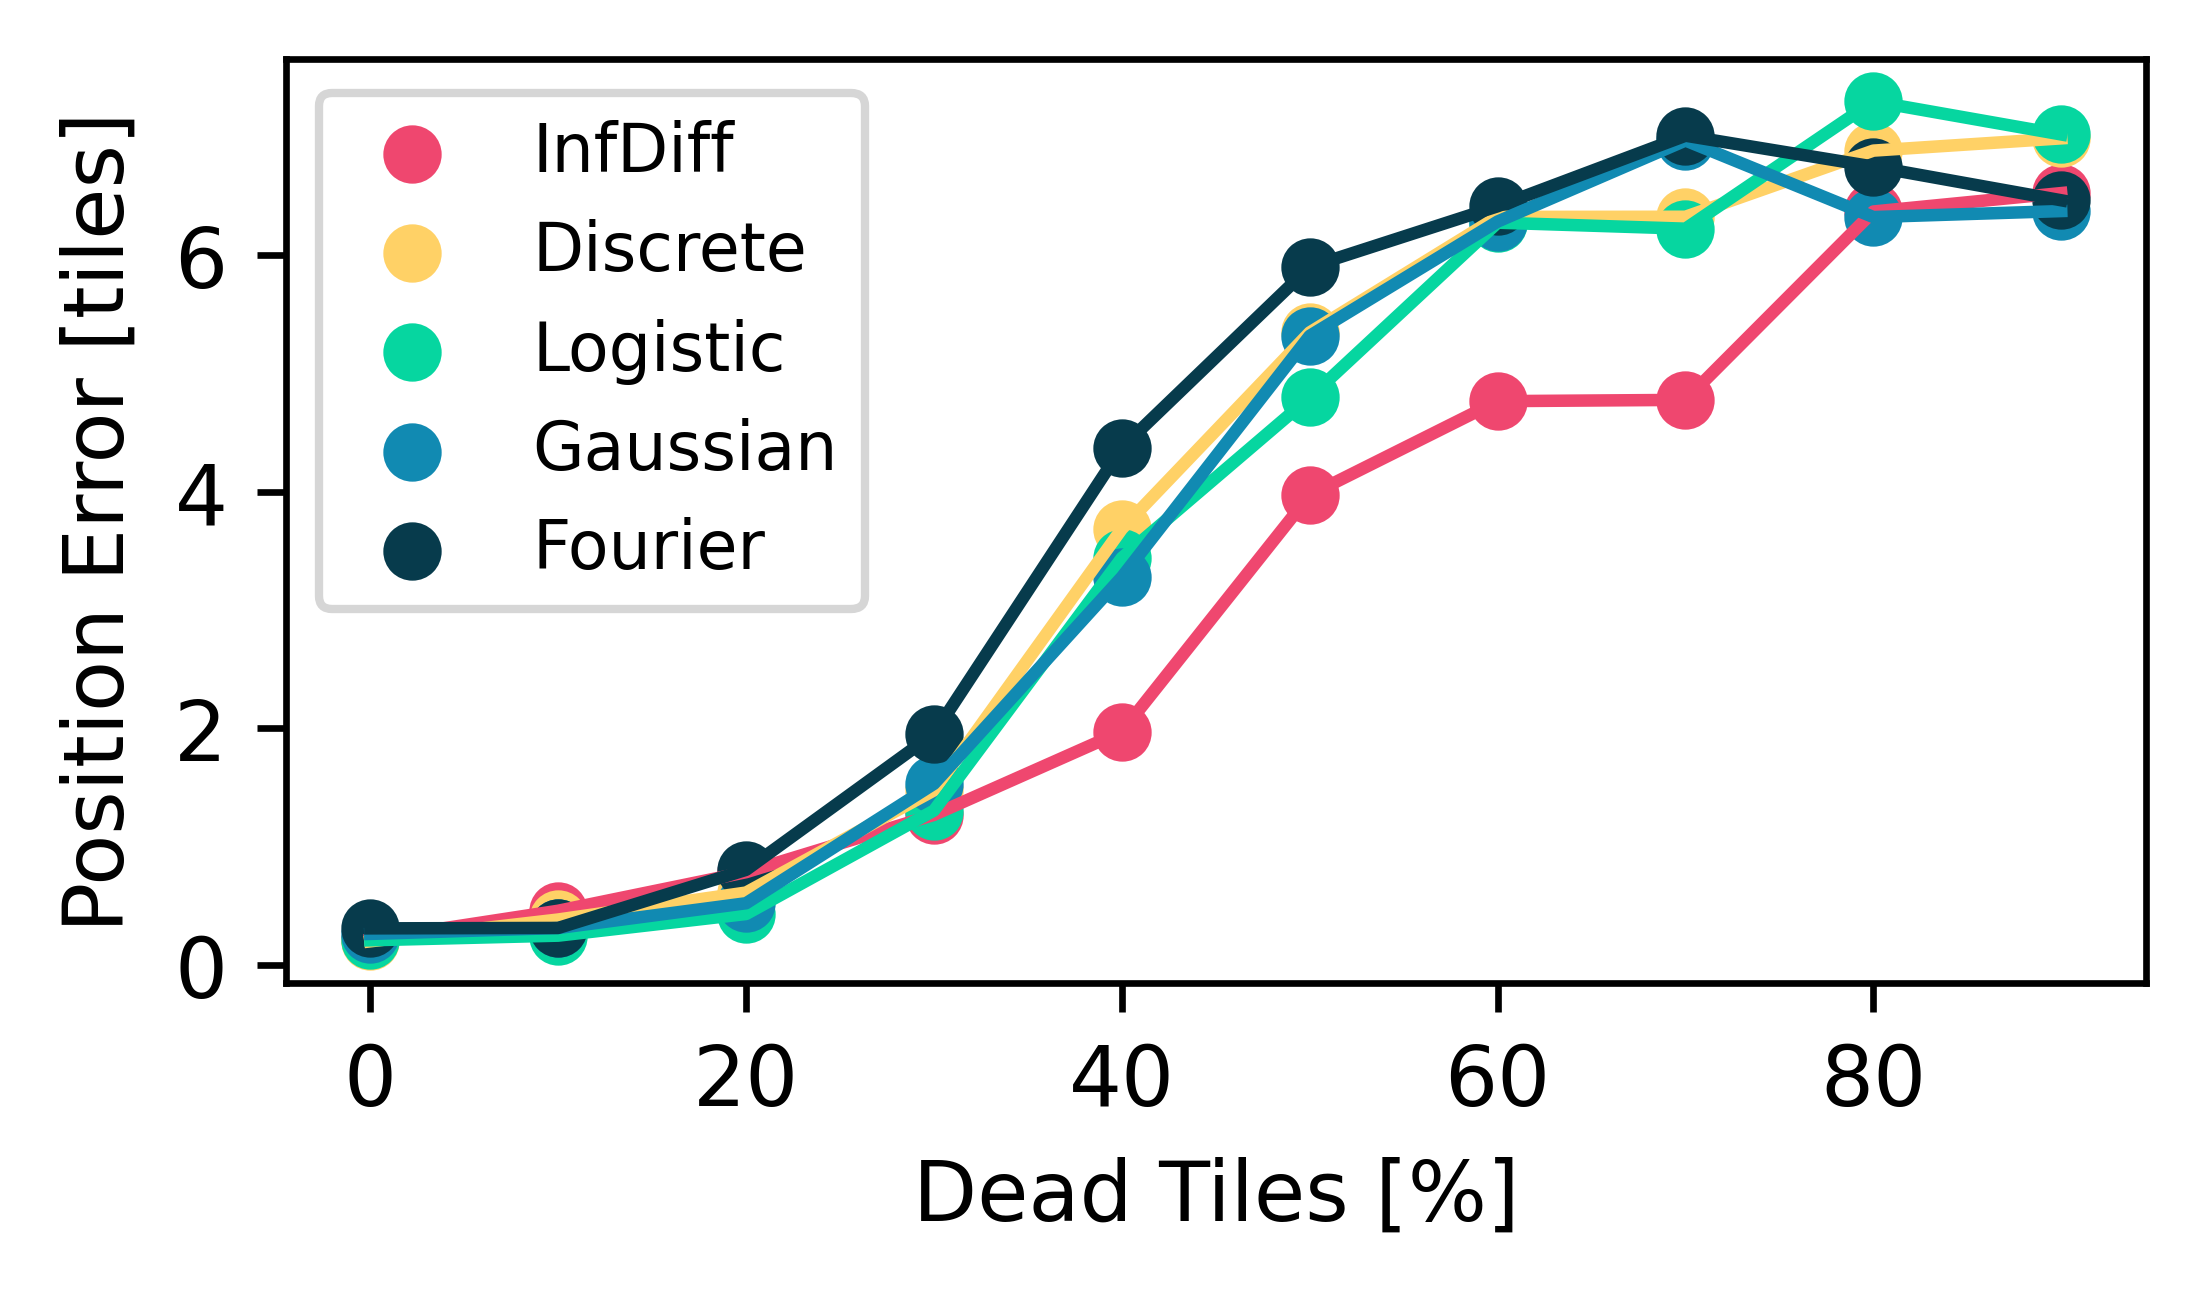 Position Error [tiles]
6
4
2
0
InfDiff
Discrete
Logistic
Gaussian
Fourier
0 20 40 60 80
Dead Tiles [%]